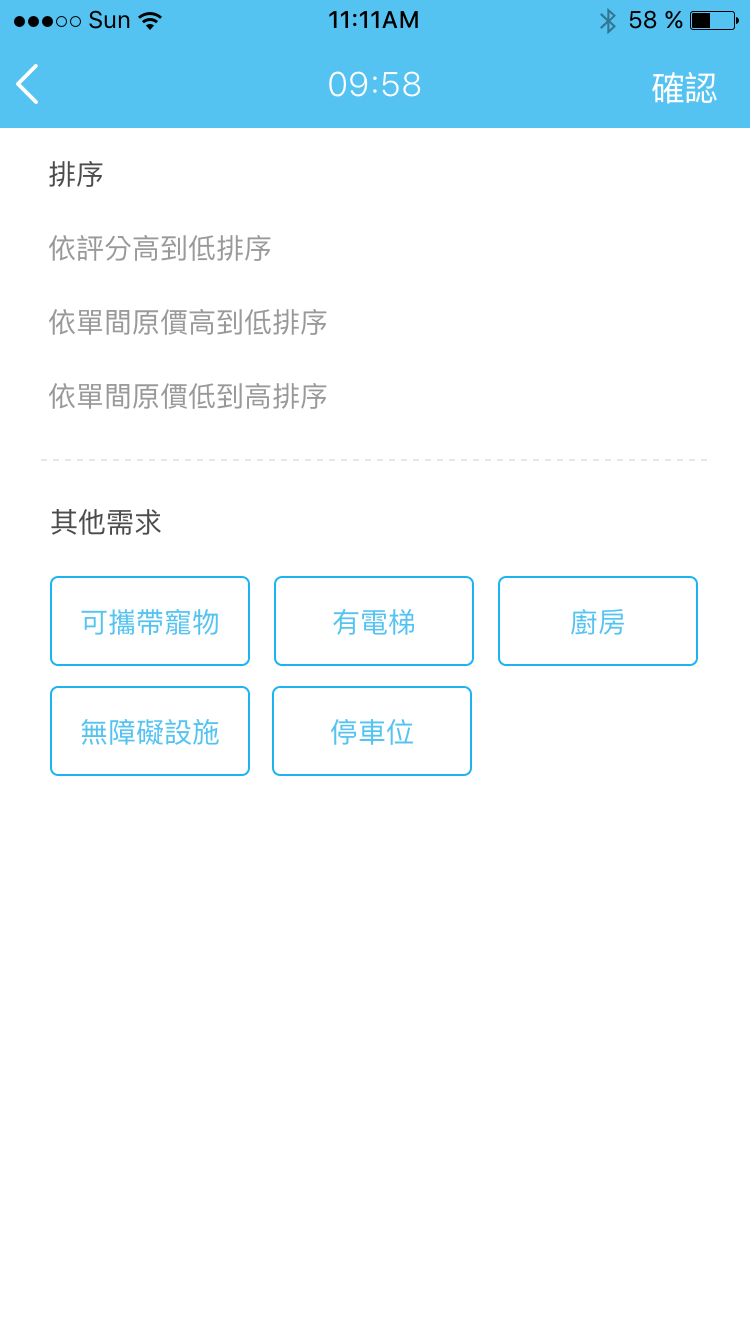 Sun 11:11AM 58 %
09:58 確認
排序
依評分高到低排序
依單間原價高到低排序
依單間原價低到高排序
其他需求
可攜帶寵物 有電梯 廚房
無障礙設施 停車位